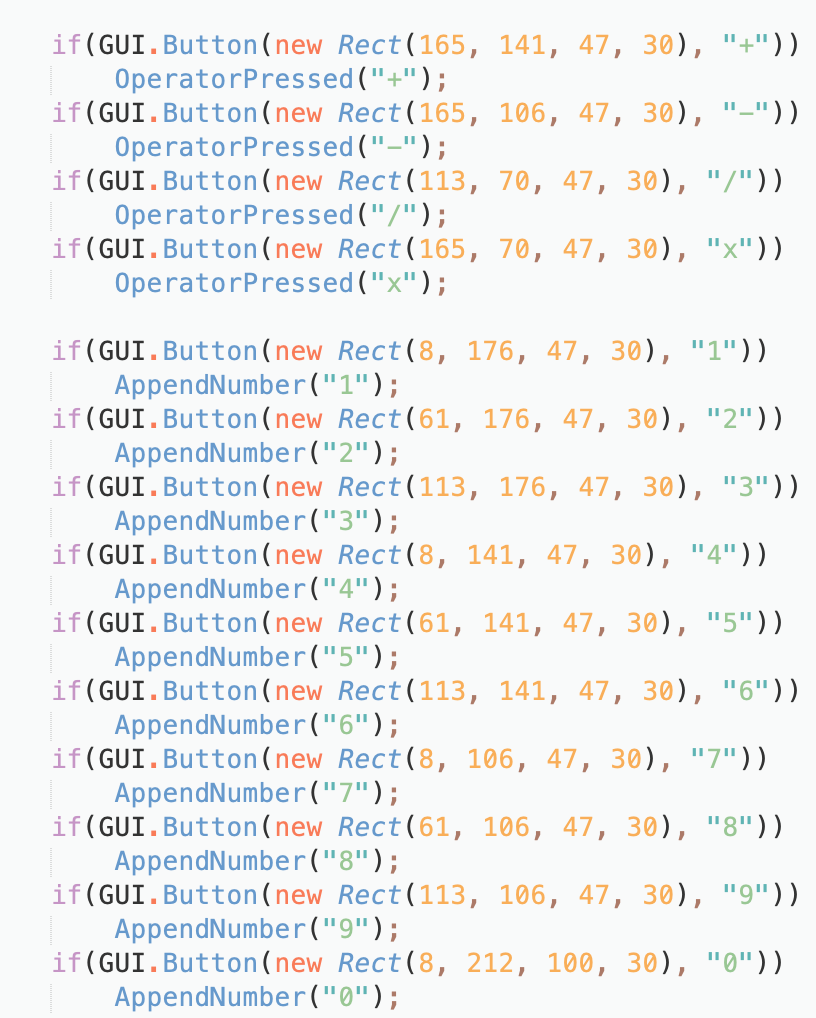 if(GUI.Button(new Rect(165, 141, 47, 30), "+"))
    OperatorPressed("+");
if(GUI.Button(new Rect(165, 106, 47, 30), "-"))
    OperatorPressed("-");
if(GUI.Button(new Rect(113, 70, 47, 30), "/"))
    OperatorPressed("/");
if(GUI.Button(new Rect(165, 70, 47, 30), "x"))
    OperatorPressed("x");

if(GUI.Button(new Rect(8, 176, 47, 30), "1"))
    AppendNumber("1");
if(GUI.Button(new Rect(61, 176, 47, 30), "2"))
    AppendNumber("2");
if(GUI.Button(new Rect(113, 176, 47, 30), "3"))
    AppendNumber("3");
if(GUI.Button(new Rect(8, 141, 47, 30), "4"))
    AppendNumber("4");
if(GUI.Button(new Rect(61, 141, 47, 30), "5"))
    AppendNumber("5");
if(GUI.Button(new Rect(113, 141, 47, 30), "6"))
    AppendNumber("6");
if(GUI.Button(new Rect(8, 106, 47, 30), "7"))
    AppendNumber("7");
if(GUI.Button(new Rect(61, 106, 47, 30), "8"))
    AppendNumber("8");
if(GUI.Button(new Rect(113, 106, 47, 30), "9"))
    AppendNumber("9");
if(GUI.Button(new Rect(8, 212, 100, 30), "0"))
    AppendNumber("0");